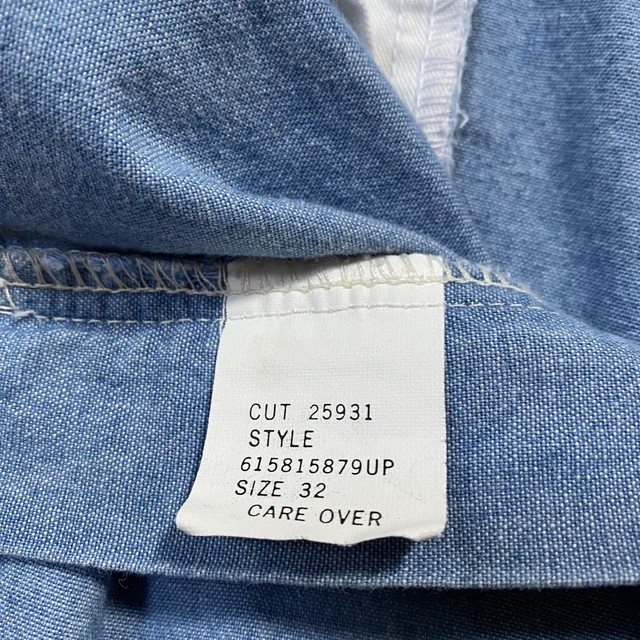 CUT 25931
STYLE
615815879UP
SIZE 32
CARE OVER